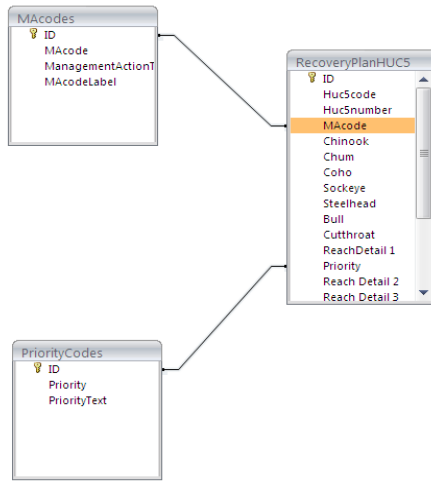 MAcodes
ID
MAcode
ManagementActionT
MAcodeLabel
RecoveryPlanHUC5
ID
Huc5code
Huc5number
MAcode
Chinook
Chum
Coho
Sockeye
Steelhead
Bull
Cutthroat
ReachDetail 1
Priority
Reach Detail 2
Reach Detail 3
PriorityCodes
ID
Priority
PriorityText